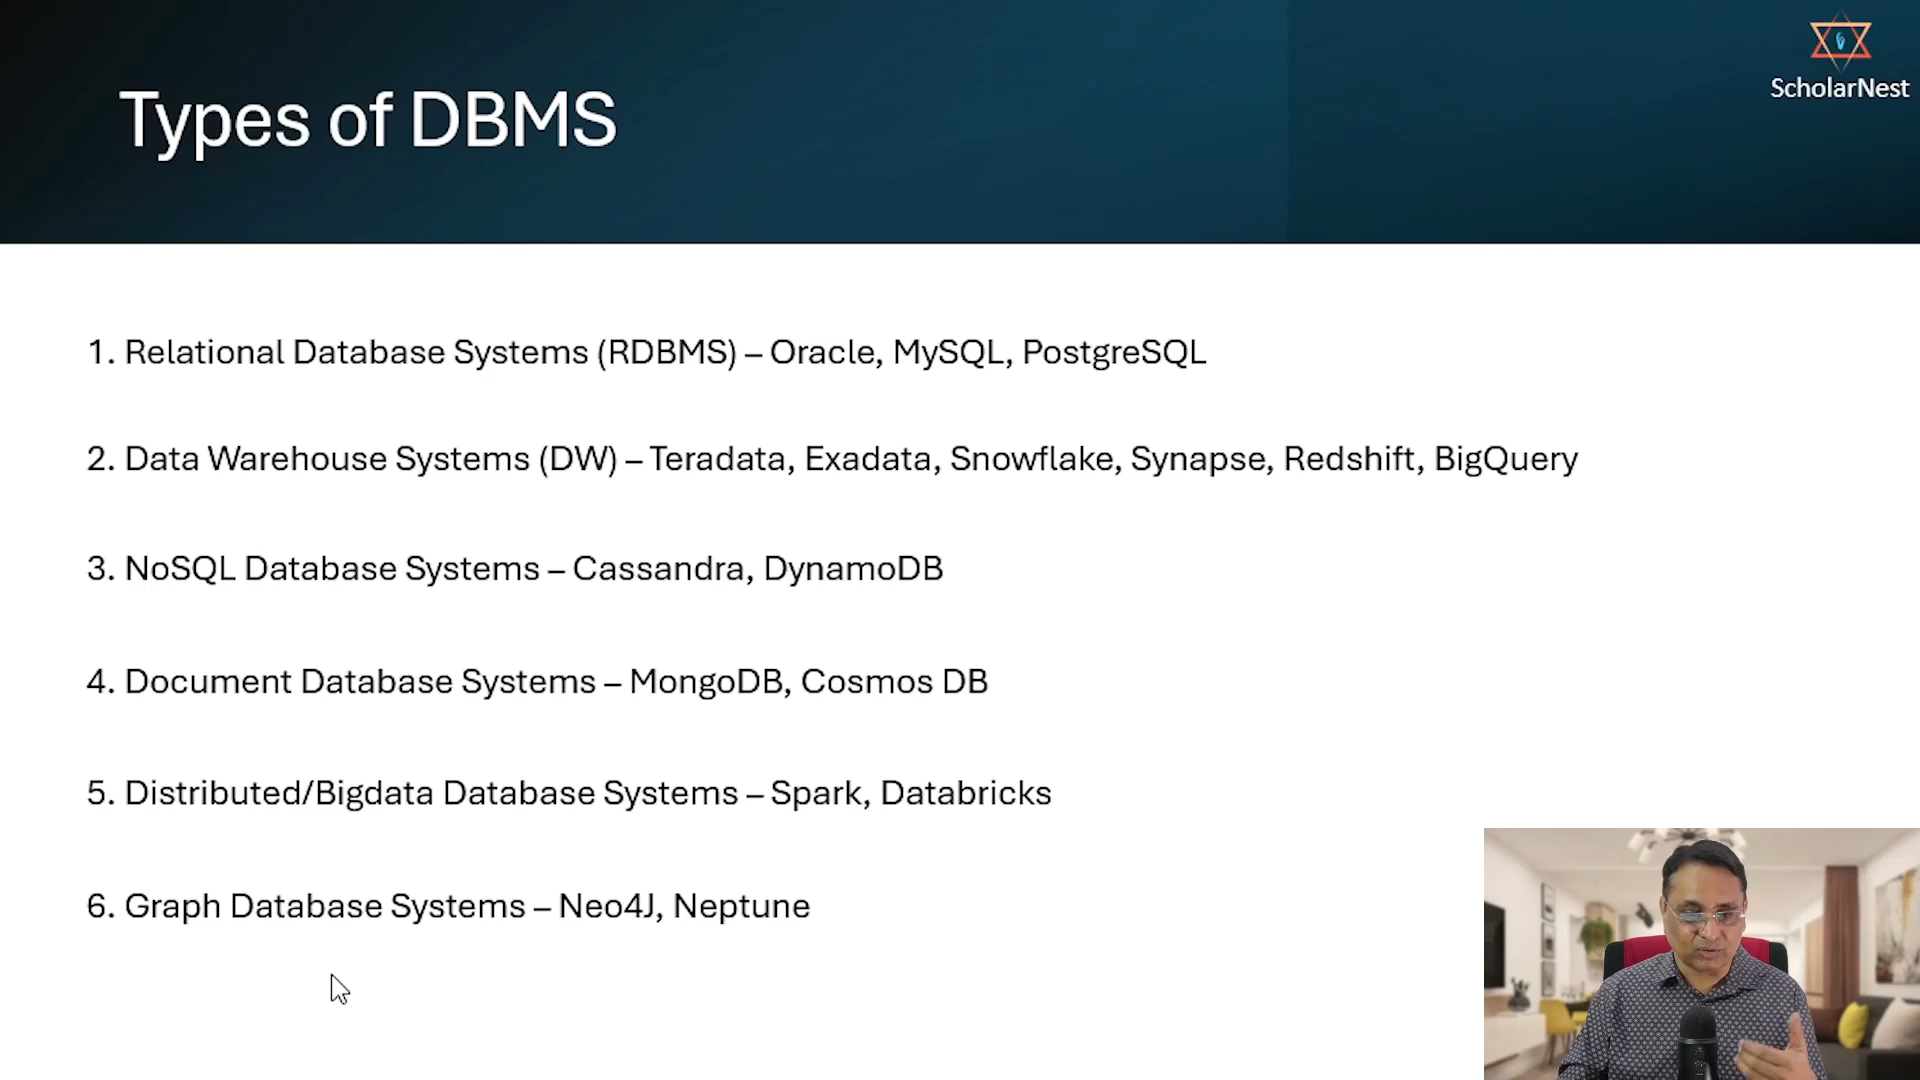 ScholarNest
Types of DBMS
1. Relational Database Systems (RDBMS) – Oracle, MySQL, PostgreSQL
2. Data Warehouse Systems (DW) – Teradata, Exadata, Snowflake, Synapse, Redshift, BigQuery
3. NoSQL Database Systems – Cassandra, DynamoDB
4. Document Database Systems – MongoDB, Cosmos DB
5. Distributed/Bigdata Database Systems – Spark, Databricks
6. Graph Database Systems – Neo4J, Neptune